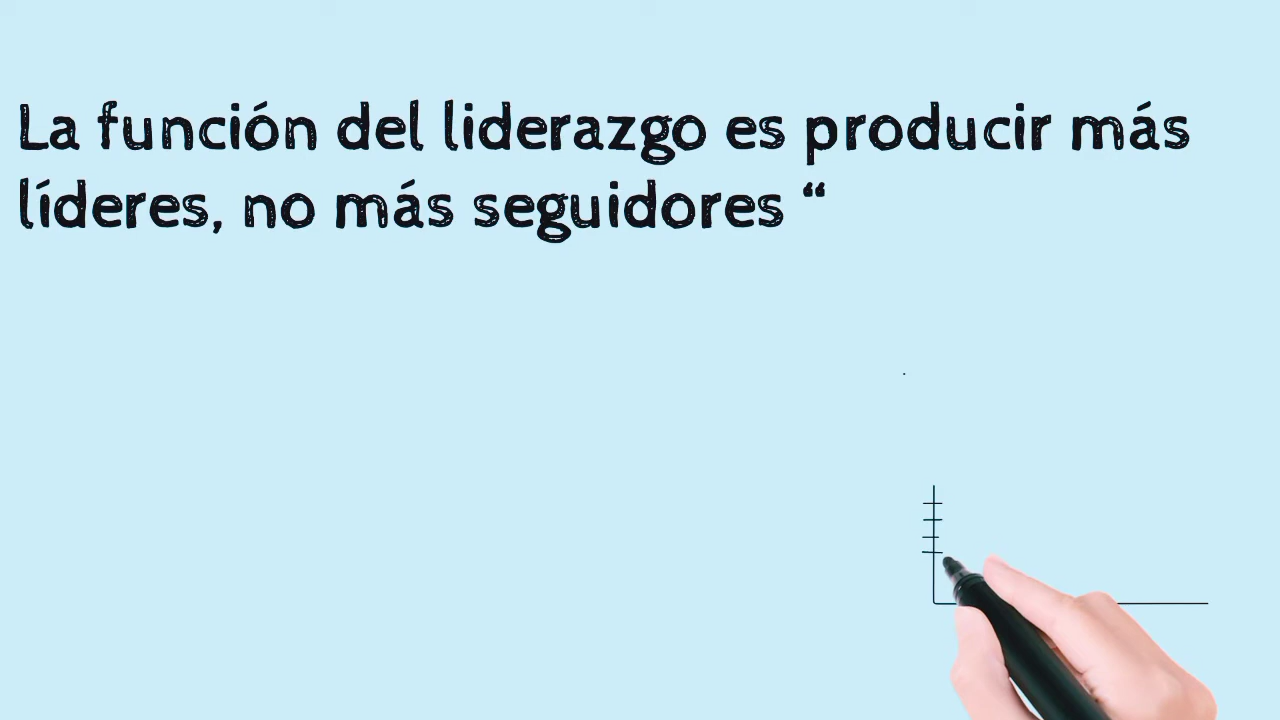 La función del liderazgo es producir más
líderes, no más seguidores “